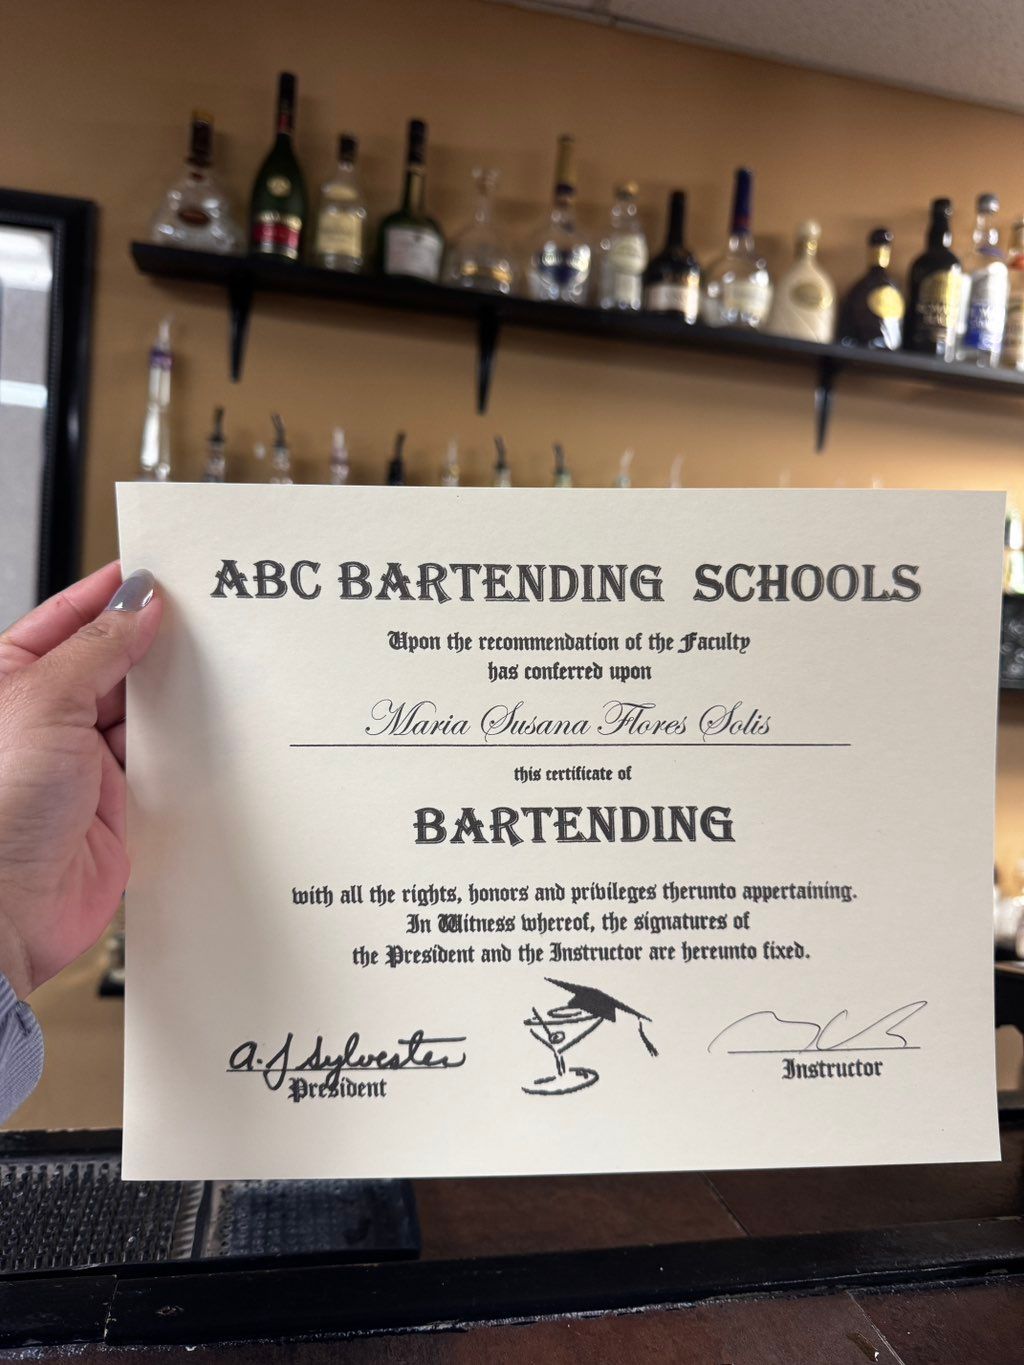 ABC BARTENDING SCHOOLS
Upon the recommendation of the Faculty
has conferred upon
Maria Susana Flores Solis
this certificate of
BARTENDING
with all the rights, honors and privileges therunto appertaining.
In Witness whereof, the signatures of
the President and the Instructor are hereunto fixed.
A. J Sylvester
President
Instructor